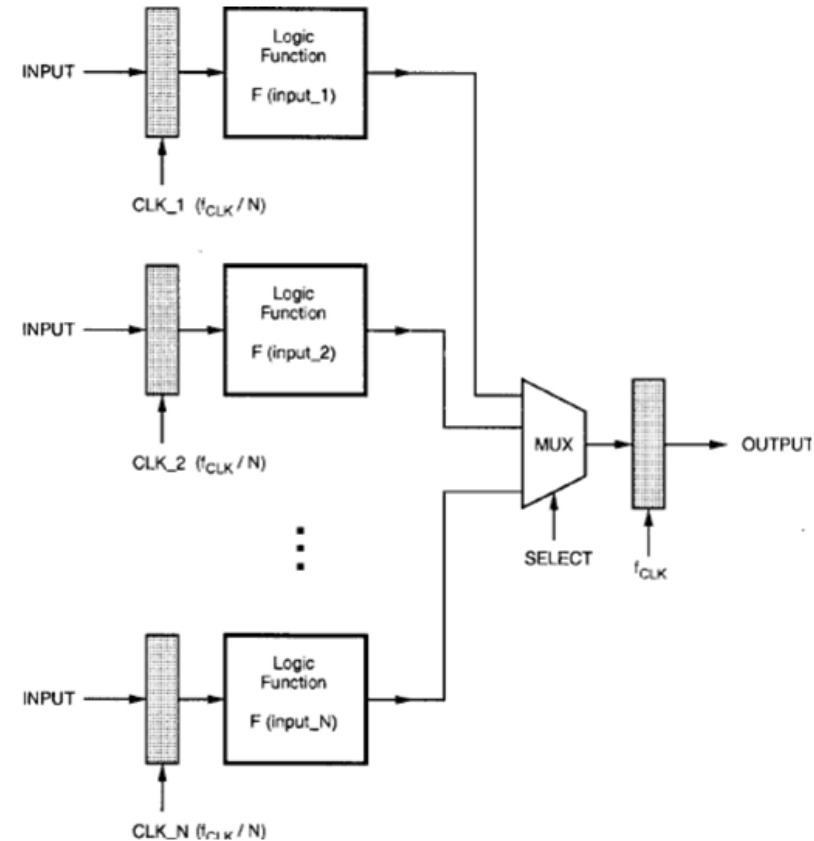 Logic
Function
INPUT
F (input_1)
CLK_1 (fCLK / N)
Logic
Function
INPUT
F (input_2)
CLK_2 (fCLK / N)
MUX
OUTPUT
SELECT
fCLK
Logic
Function
INPUT
F (input_N)
CLK_N (fCLK / N)